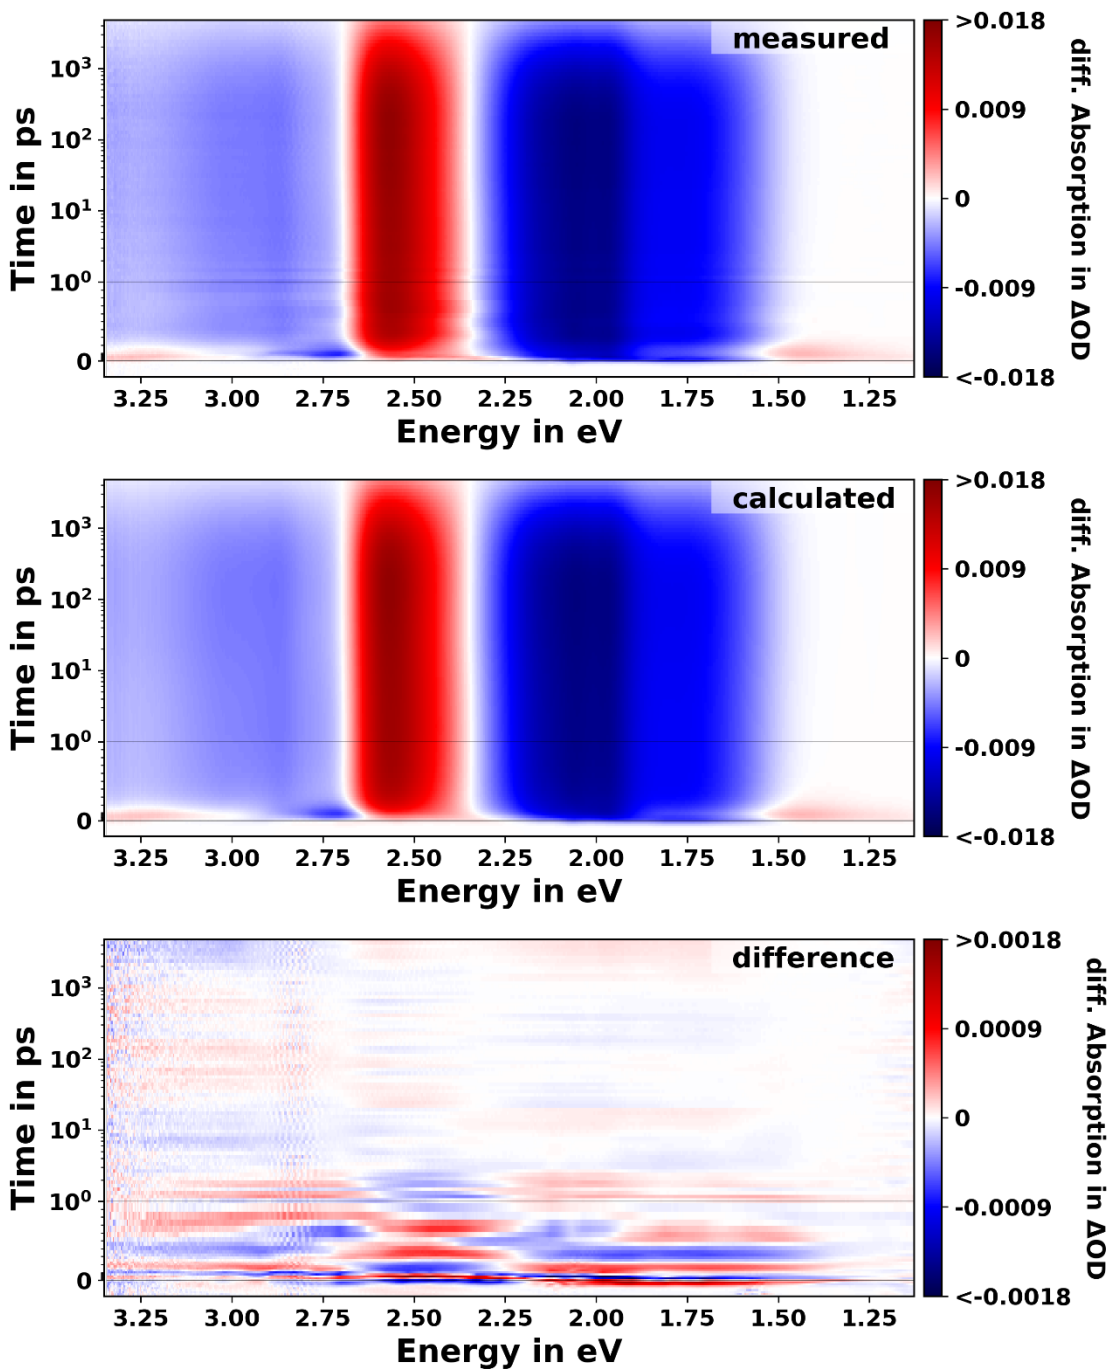 measured
Time in ps
10³
10²
10¹
10⁰
0
3.25 3.00 2.75 2.50 2.25 2.00 1.75 1.50 1.25
Energy in eV
>0.018
0.009
0
-0.009
<-0.018
diff. Absorption in ΔOD
calculated
Time in ps
10³
10²
10¹
10⁰
0
3.25 3.00 2.75 2.50 2.25 2.00 1.75 1.50 1.25
Energy in eV
>0.018
0.009
0
-0.009
<-0.018
diff. Absorption in ΔOD
difference
Time in ps
10³
10²
10¹
10⁰
0
3.25 3.00 2.75 2.50 2.25 2.00 1.75 1.50 1.25
Energy in eV
>0.0018
0.0009
0
-0.0009
<-0.0018
diff. Absorption in ΔOD